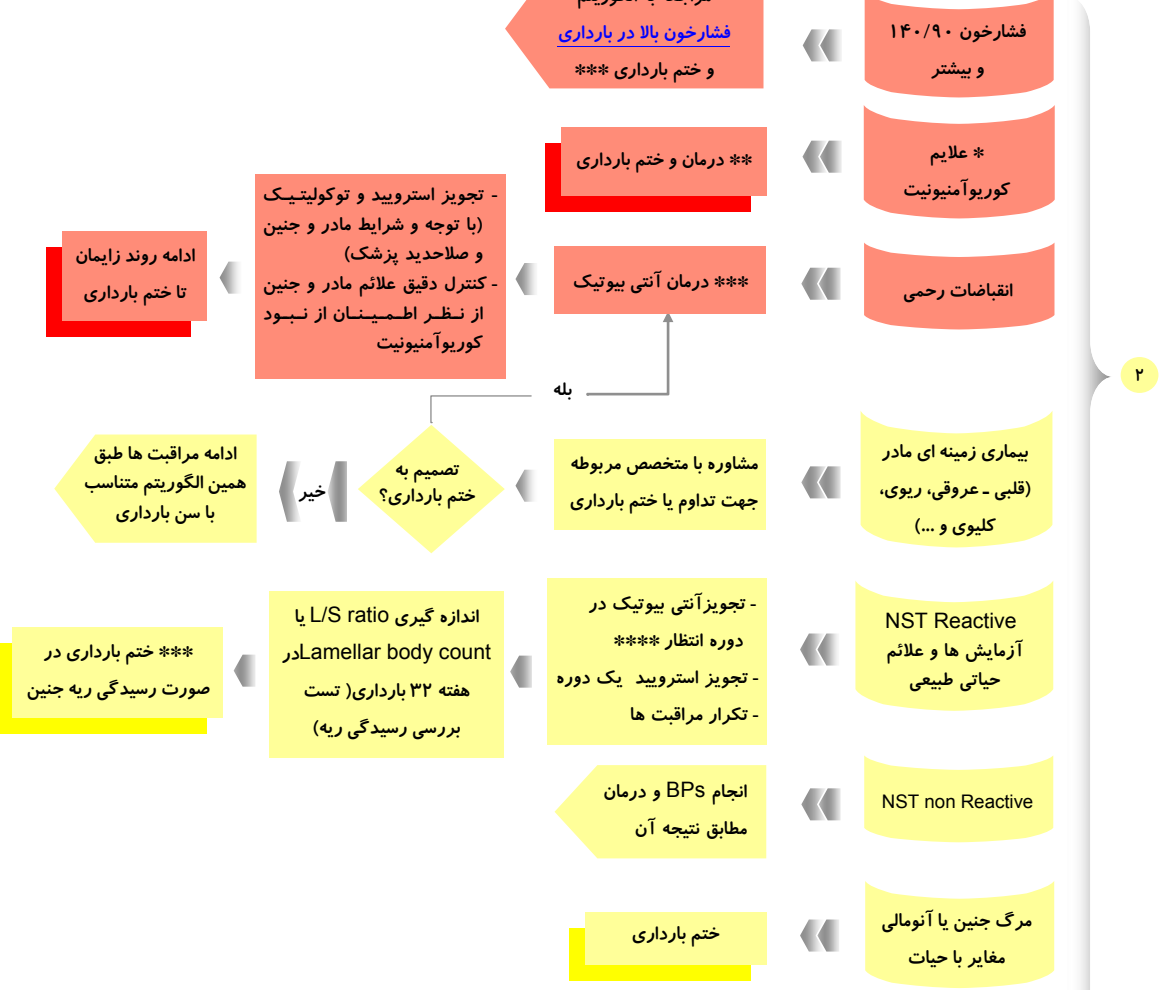 فشارخون ۱۴۰/۹۰
و بیشتر
فشارخون بالا در بارداری
و ختم بارداری ***
* علایم
کوریوآمنیونیت
** درمان و ختم بارداری
انقباضات رحمی
*** درمان آنتی بیوتیک
- تجویز استرویید و توکولیتیک
(با توجه و شرایط مادر و جنین
و صلاحدید پزشک)
- کنترل دقیق علائم مادر و جنین
از نظر اطمینان از نبود
کوریوآمنیونیت
ادامه روند زایمان
تا ختم بارداری
۲
بله
بیماری زمینه ای مادر
(قلبی - عروقی، ریوی،
کلیوی و ...)
مشاوره با متخصص مربوطه
جهت تداوم یا ختم بارداری
تصمیم به
ختم بارداری؟
خیر
ادامه مراقبت ها طبق
همین الگوریتم متناسب
با سن بارداری
NST Reactive
آزمایش ها و علائم
حیاتی طبیعی
- تجویزآنتی بیوتیک در
دوره انتظار ****
- تجویز استرویید یک دوره
- تکرار مراقبت ها
اندازه گیری L/S ratio یا
Lamellar body countدر
هفته ۳۲ بارداری( تست
بررسی رسیدگی ریه)
*** ختم بارداری در
صورت رسیدگی ریه جنین
NST non Reactive
انجام BPs و درمان
مطابق نتیجه آن
مرگ جنین یا آنومالی
مغایر با حیات
ختم بارداری